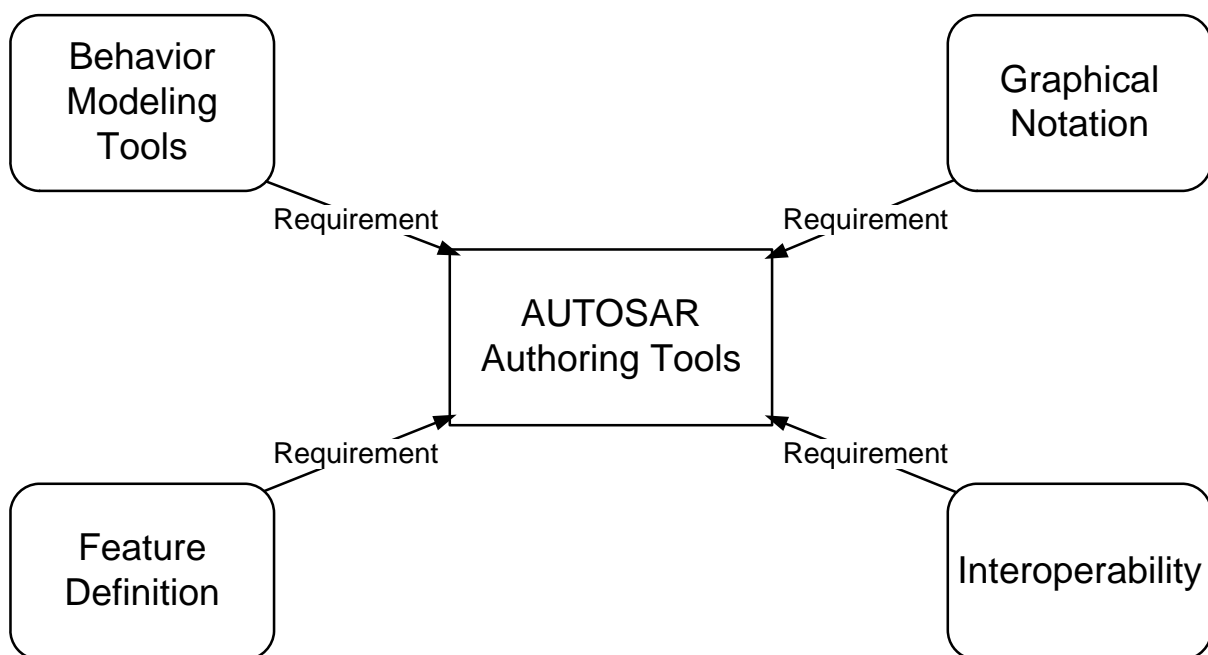 Behavior
Modeling
Tools
Graphical
Notation
Requirement
Requirement
AUTOSAR
Authoring Tools
Requirement
Requirement
Feature
Definition
Interoperability